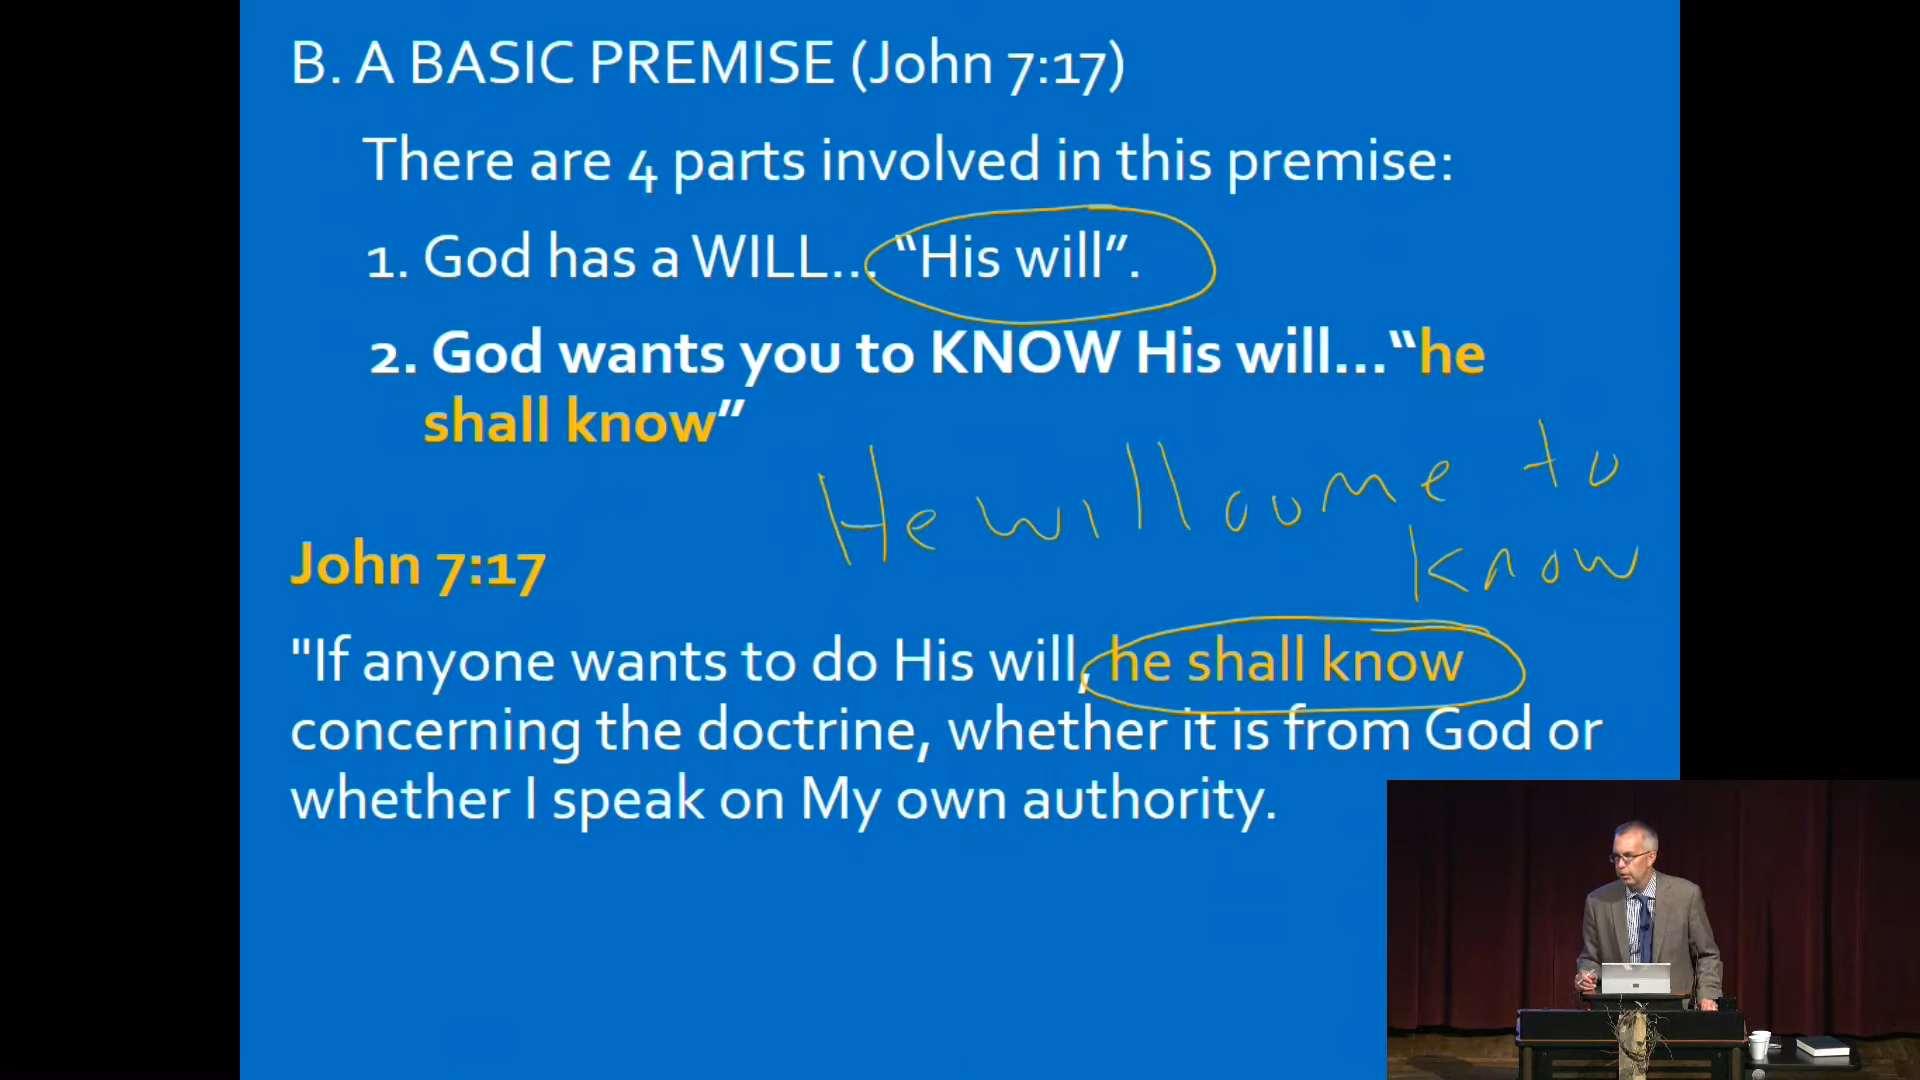 B. A BASIC PREMISE (John 7:17)
There are 4 parts involved in this premise:
1. God has a WILL... “His will”.
2. God wants you to KNOW His will...“he
shall know”
He will come to
know
John 7:17
"If anyone wants to do His will, he shall know
concerning the doctrine, whether it is from God or
whether I speak on My own authority.